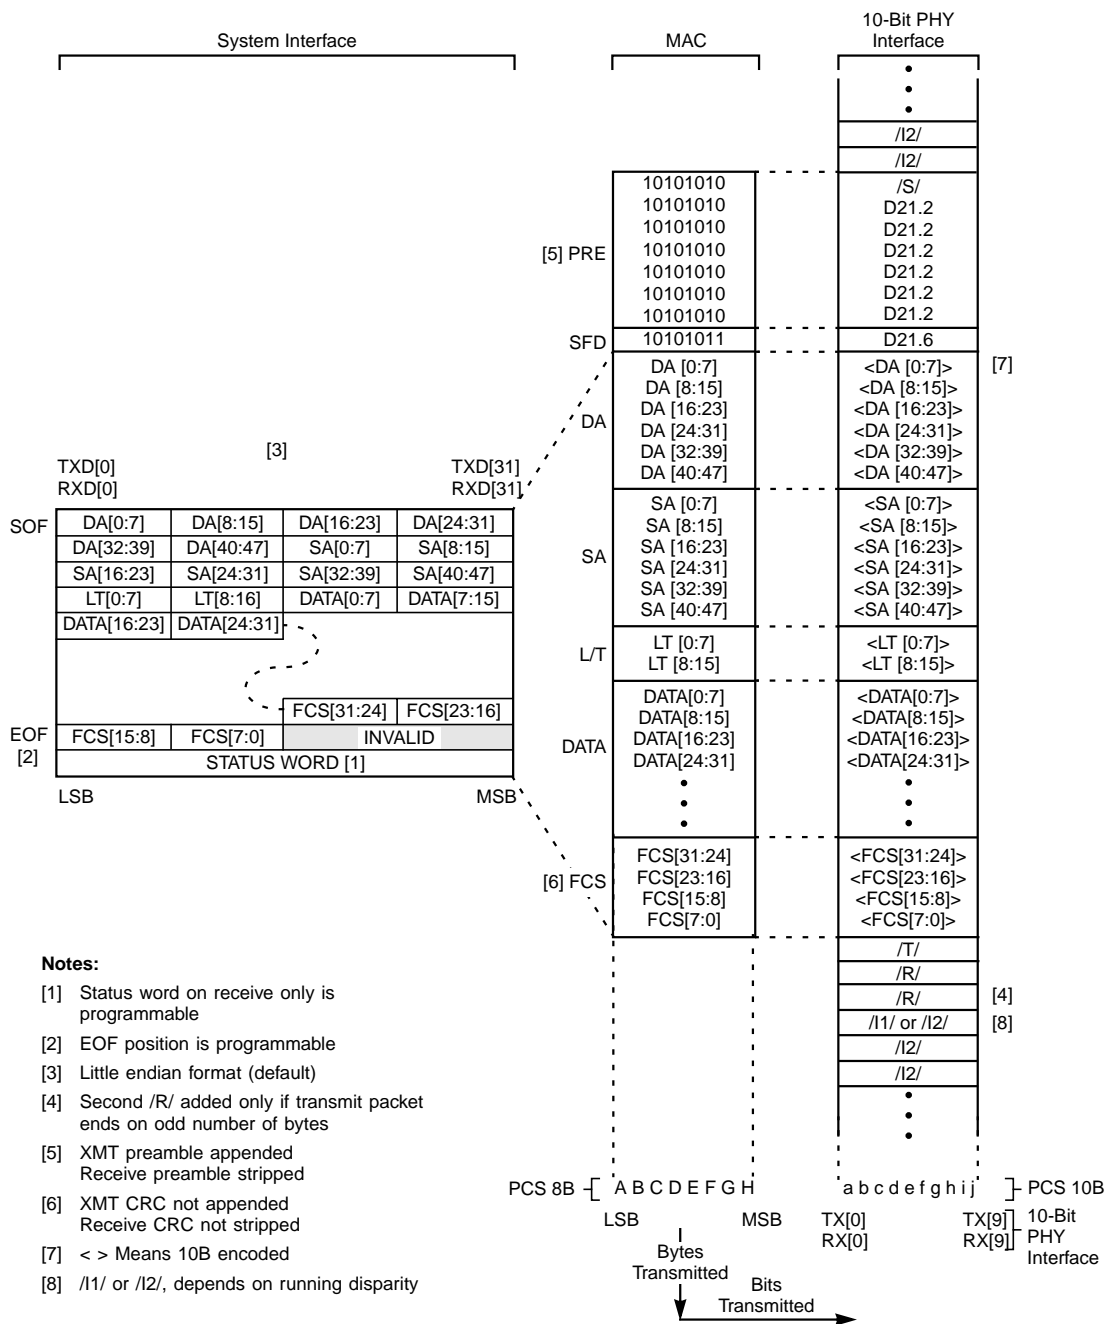 System Interface
MAC
10-Bit PHY
Interface
/I2/
/I2/
/S/
D21.2
D21.2
D21.2
D21.2
D21.2
D21.2
D21.6
[5] PRE
10101010
10101010
10101010
10101010
10101010
10101010
10101010
SFD
10101011
DA
DA [0:7]
DA [8:15]
DA [16:23]
DA [24:31]
DA [32:39]
DA [40:47]
<DA [0:7]>
<DA [8:15]>
<DA [16:23]>
<DA [24:31]>
<DA [32:39]>
<DA [40:47]>
[7]
SA
SA [0:7]
SA [8:15]
SA [16:23]
SA [24:31]
SA [32:39]
SA [40:47]
<SA [0:7]>
<SA [8:15]>
<SA [16:23]>
<SA [24:31]>
<SA [32:39]>
<SA [40:47]>
L/T
LT [0:7]
LT [8:15]
<LT [0:7]>
<LT [8:15]>
DATA
DATA[0:7]
DATA[8:15]
DATA[16:23]
DATA[24:31]
<DATA[0:7]>
<DATA[8:15]>
<DATA[16:23]>
<DATA[24:31]>
[6] FCS
FCS[31:24]
FCS[23:16]
FCS[15:8]
FCS[7:0]
<FCS[31:24]>
<FCS[23:16]>
<FCS[15:8]>
<FCS[7:0]>
/T/
/R/
/R/ [4]
/I1/ or /I2/ [8]
/I2/
/I2/
[3]
TXD[0] TXD[31]
RXD[0] RXD[31]
SOF DA[0:7] DA[8:15] DA[16:23] DA[24:31]
DA[32:39] DA[40:47] SA[0:7] SA[8:15]
SA[16:23] SA[24:31] SA[32:39] SA[40:47]
LT[0:7] LT[8:16] DATA[0:7] DATA[7:15]
DATA[16:23] DATA[24:31]
FCS[31:24] FCS[23:16]
EOF FCS[15:8] FCS[7:0] INVALID
[2] STATUS WORD [1]
LSB MSB
Notes:
[1] Status word on receive only is
programmable
[2] EOF position is programmable
[3] Little endian format (default)
[4] Second /R/ added only if transmit packet
ends on odd number of bytes
[5] XMT preamble appended
Receive preamble stripped
[6] XMT CRC not appended
Receive CRC not stripped
[7] < > Means 10B encoded
[8] /I1/ or /I2/, depends on running disparity
PCS 8B A B C D E F G H
LSB MSB
Bytes
Transmitted
Bits
Transmitted
a b c d e f g h i j PCS 10B
TX[0] TX[9]
RX[0] RX[9]
10-Bit
PHY
Interface